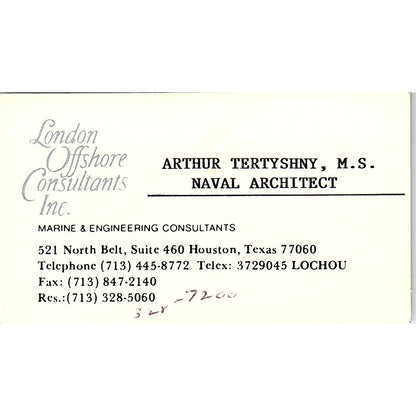 London
Offshore
Consultants
Inc.
ARTHUR TERTYSHNY, M.S.
NAVAL ARCHITECT
MARINE & ENGINEERING CONSULTANTS
521 North Belt, Suite 460 Houston, Texas 77060
Telephone (713) 445-8772 Telex: 3729045 LOCHOU
Fax: (713) 847-2140
Res.:(713) 328-5060
328-7200